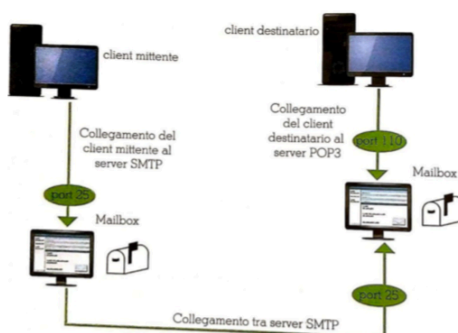 client mittente
client destinatario
Collegamento del
client mittente al
server SMTP
port 25
Mailbox
Collegamento
del client
destinatario al
server POP3
port 110
Mailbox
port 25
Collegamento tra server SMTP